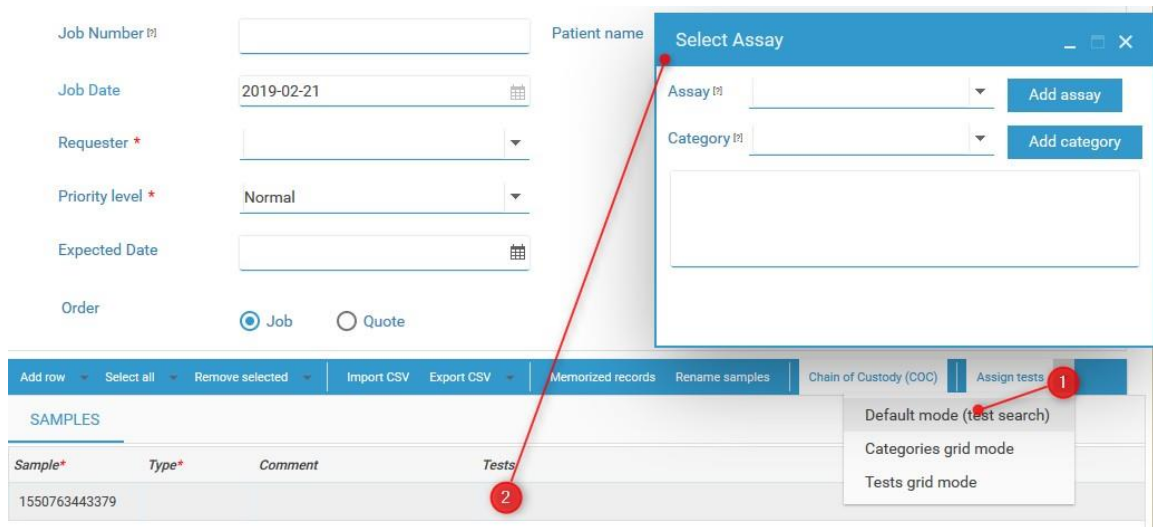 Job Number [?]
Patient name
Job Date
2019-02-21
Requester *
Priority level *
Normal
Expected Date
Order
Job
Quote
Select Assay
Assay [?]
Add assay
Category [?]
Add category
Add row
Select all
Remove selected
Import CSV
Export CSV
Memorized records
Rename samples
Chain of Custody (COC)
Assign tests
1
Default mode (test search)
Categories grid mode
Tests grid mode
SAMPLES
Sample*
Type*
Comment
Tests
1550763443379
2